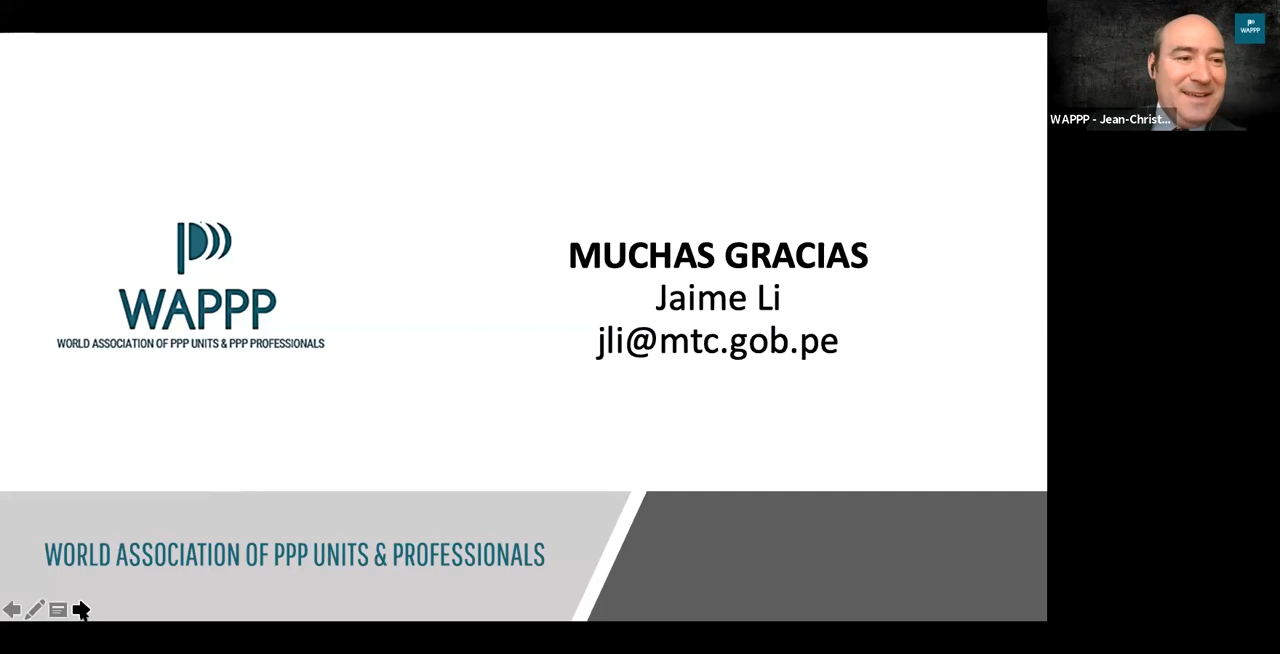 WAPPP
WAPPP - Jean-Christ...
WAPPP
WORLD ASSOCIATION OF PPP UNITS & PPP PROFESSIONALS
MUCHAS GRACIAS
Jaime Li
jli@mtc.gob.pe
WORLD ASSOCIATION OF PPP UNITS & PROFESSIONALS